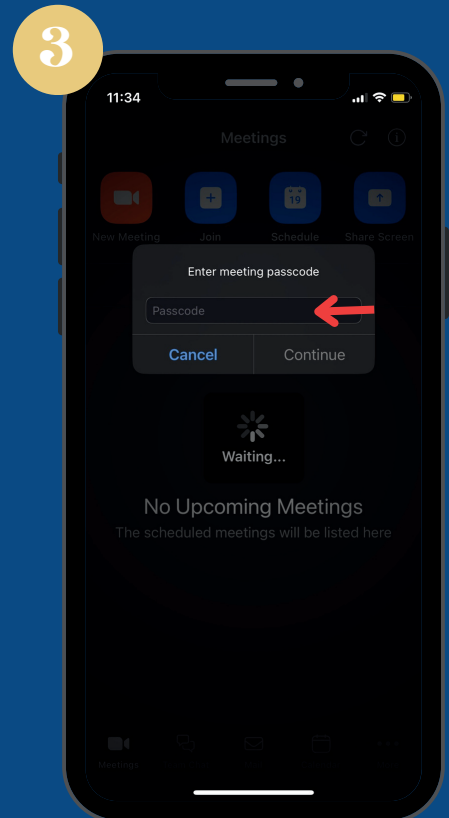 3
11:34
Meetings
19
New Meeting Join Schedule Share Screen
Enter meeting passcode
Passcode
Cancel Continue
Waiting...
No Upcoming Meetings
The scheduled meetings will be listed here
Meetings